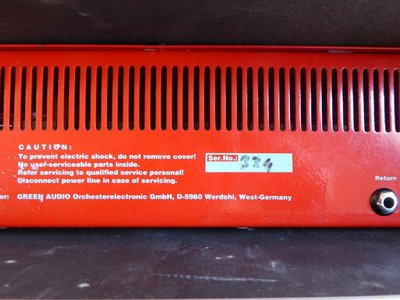 CAUTION:
To prevent electric shock, do not remove cover!
No user-serviceable parts inside.
Refer servicing to qualified service personal!
Disconnect power line in case of servicing.
Ser.No.: 334
er: GREEN AUDIO Orchesterelectronic GmbH, D-5960 Werdohl, West-Germany
Return